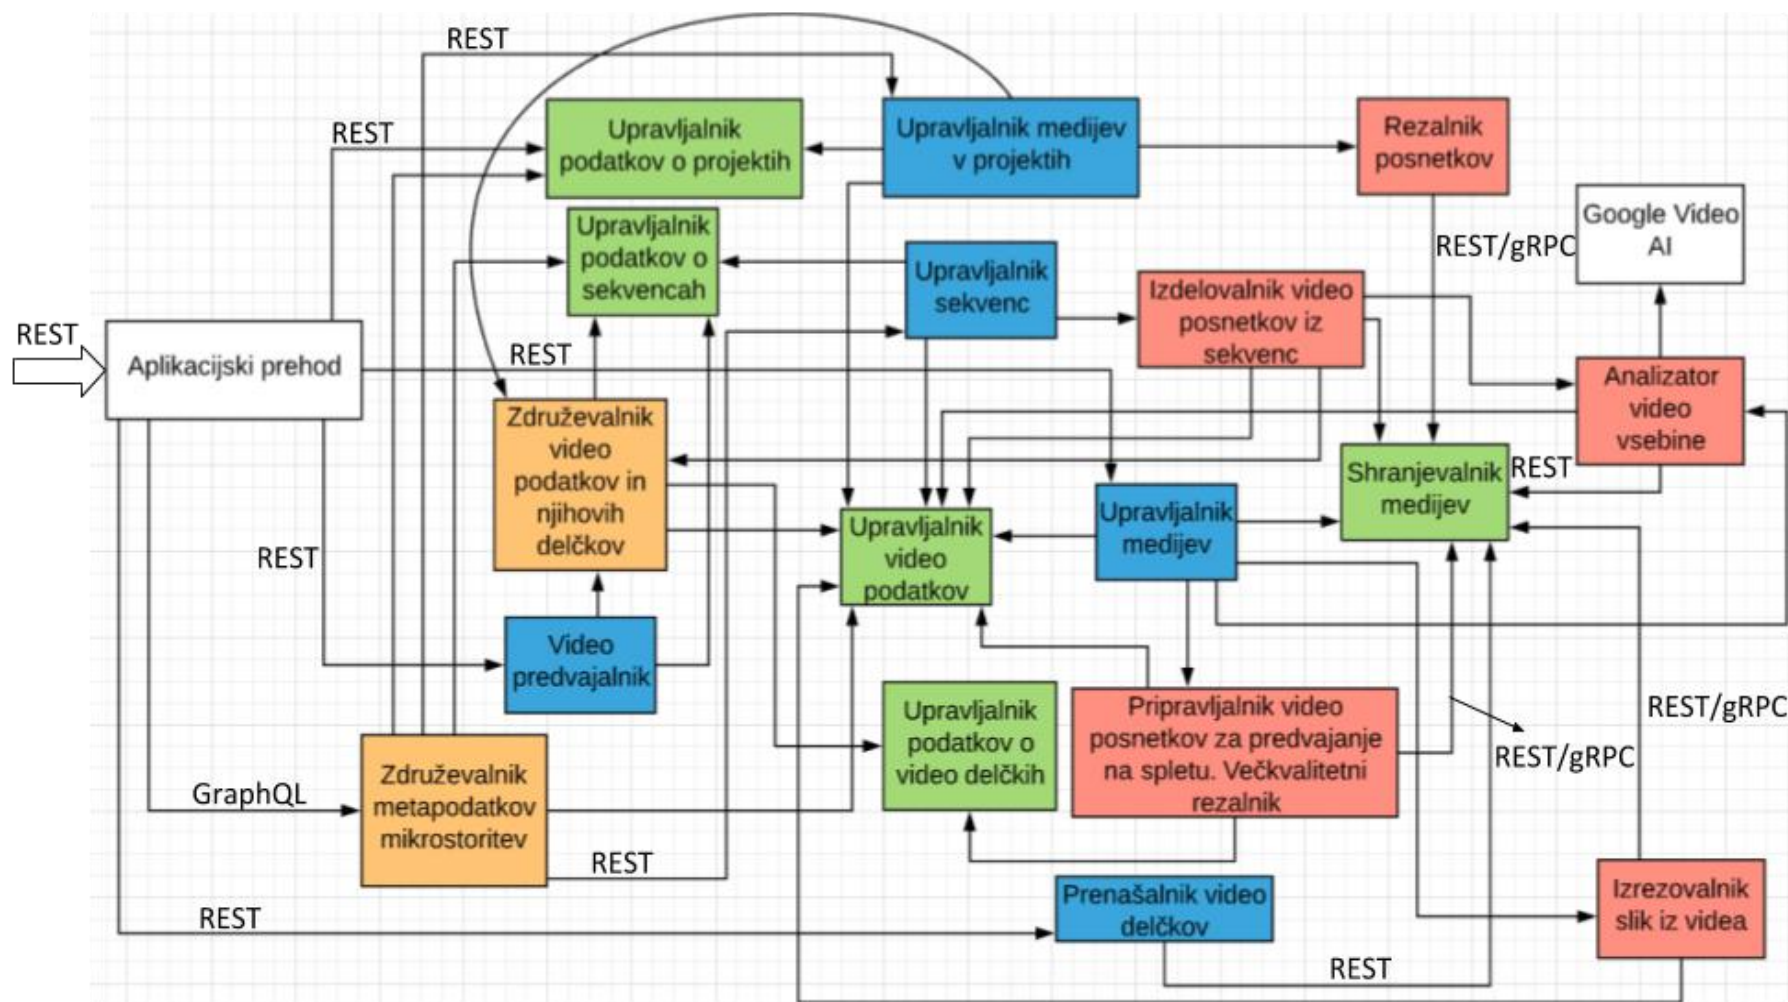 REST
REST
Upravljalnik
podatkov o projektih
Upravljalnik medijev
v projektih
Rezalnik
posnetkov
Upravljalnik
podatkov o
sekvencah
Upravljalnik
sekvenc
REST/gRPC
Google Video
AI
Izdelovalnik video
posnetkov iz
sekvenc
REST
Aplikacijski prehod
REST
Analizator
video
vsebine
Združevalnik
video
podatkov in
njihovih
delčkov
Shranjevalnik
medijev
REST
Upravljalnik
video
podatkov
Upravljalnik
medijev
REST
Video
predvajalnik
Upravljalnik
podatkov o
video delčkih
Pripravljalnik video
posnetkov za predvajanje
na spletu. Večkvalitetni
rezalnik
REST/gRPC
REST/gRPC
GraphQL
Združevalnik
metapodatkov
mikrostoritev
REST
REST
Prenašalnik video
delčkov
REST
Izrezovalnik
slik iz videa